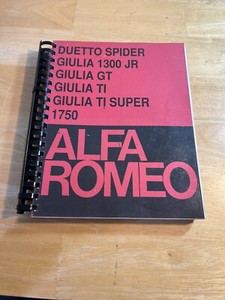 DUETTO SPIDER
GIULIA 1300 JR
GIULIA GT
GIULIA TI
GIULIA TI SUPER
1750
ALFA
ROMEO